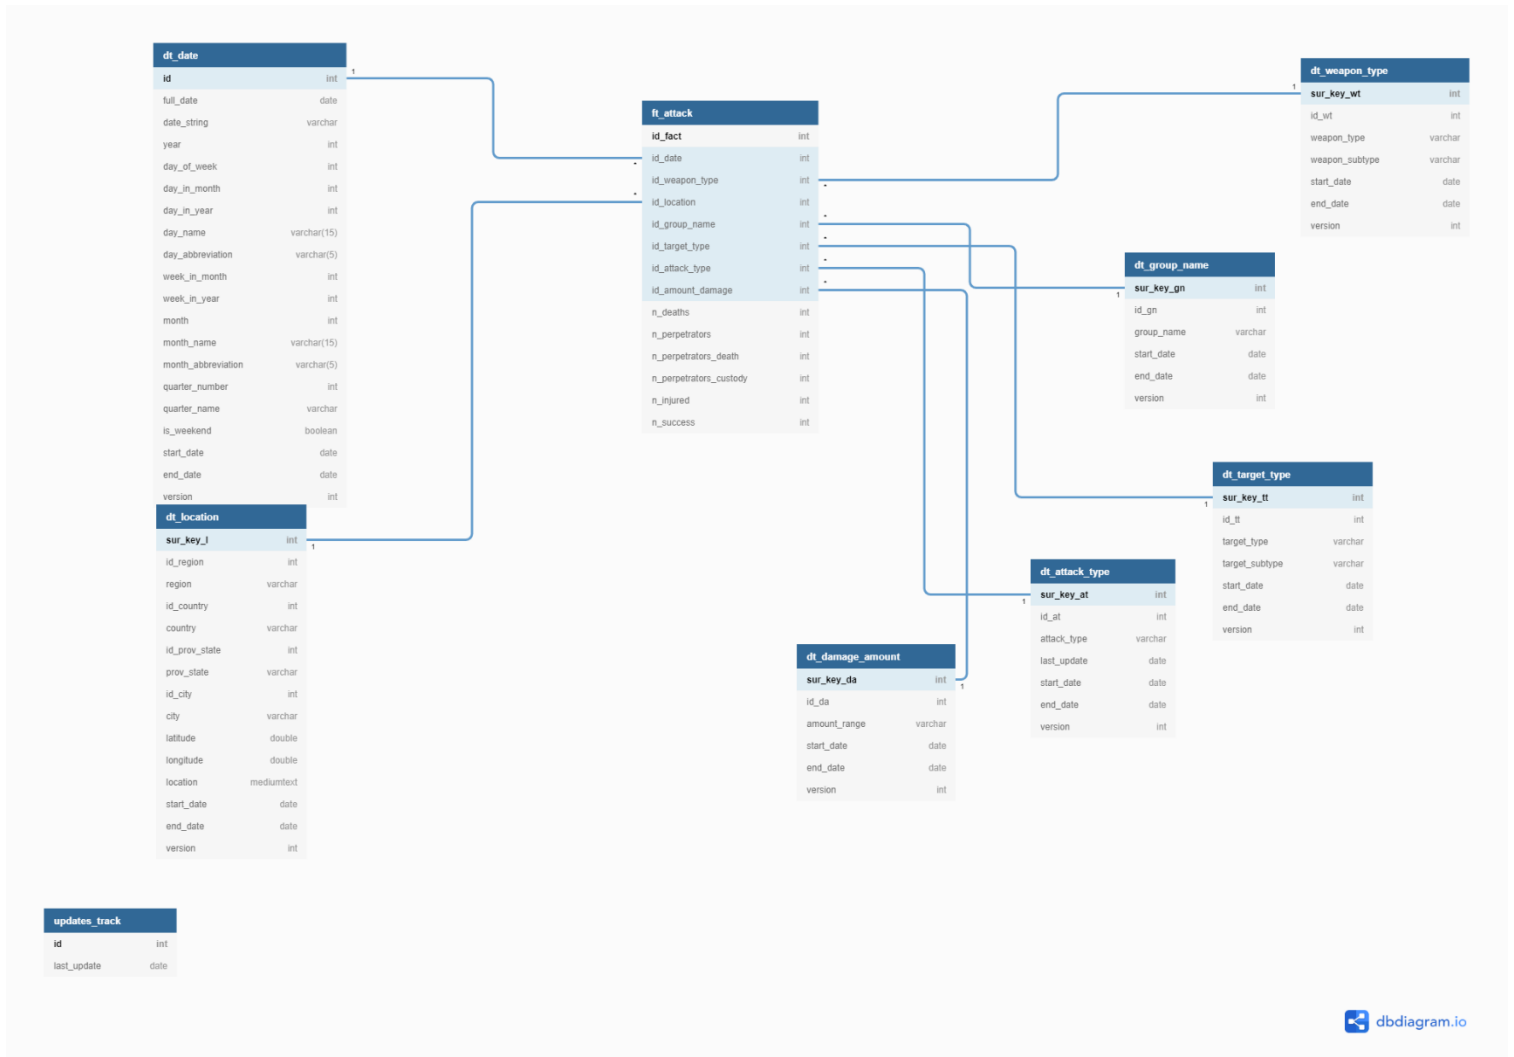 dt_date
id int
full_date date
date_string varchar
year int
day_of_week int
day_in_month int
day_in_year int
day_name varchar(15)
day_abbreviation varchar(5)
week_in_month int
week_in_year int
month int
month_name varchar(15)
month_abbreviation varchar(5)
quarter_number int
quarter_name varchar
is_weekend boolean
start_date date
end_date date
version int
1
dt_location
sur_key_l int
id_region int
region varchar
id_country int
country varchar
id_prov_state int
prov_state varchar
id_city int
city varchar
latitude double
longitude double
location mediumtext
start_date date
end_date date
version int
1
updates_track
id int
last_update date
ft_attack
id_fact int
id_date int
id_weapon_type int
id_location int
id_group_name int
id_target_type int
id_attack_type int
id_amount_damage int
n_deaths int
n_perpetrators int
n_perpetrators_death int
n_perpetrators_custody int
n_injured int
n_success int
*
*
*
*
*
*
*
dt_weapon_type
1
sur_key_wt int
id_wt int
weapon_type varchar
weapon_subtype varchar
start_date date
end_date date
version int
dt_group_name
sur_key_gn int
1
id_gn int
group_name varchar
start_date date
end_date date
version int
dt_target_type
sur_key_tt int
1
id_tt int
target_type varchar
target_subtype varchar
start_date date
end_date date
version int
dt_attack_type
sur_key_at int
1
id_at int
attack_type varchar
last_update date
start_date date
end_date date
version int
dt_damage_amount
sur_key_da int
1
id_da int
amount_range varchar
start_date date
end_date date
version int
dbdiagram.io